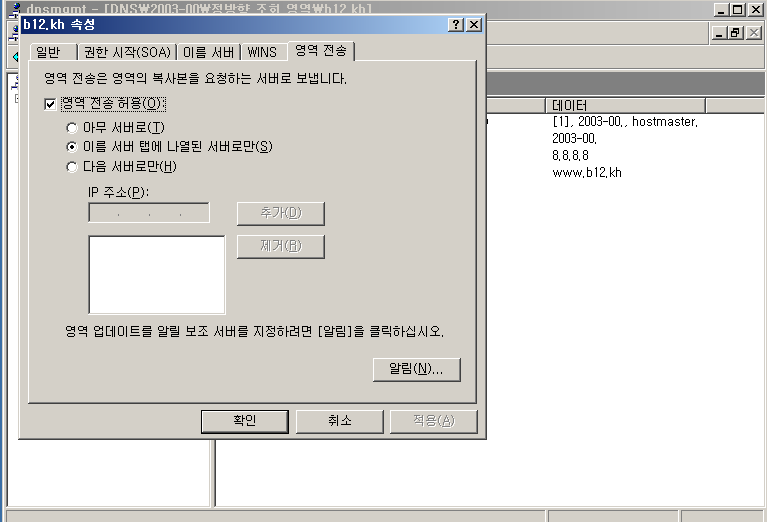 dnsmgmt - [DNS₩2003-00₩정방향 조회 영역₩b12.kh]
b12.kh 속성
일반
권한 시작(SOA)
이름 서버
WINS
영역 전송
영역 전송은 영역의 복사본을 요청하는 서버로 보냅니다.
영역 전송 허용(O):
아무 서버로(T)
이름 서버 탭에 나열된 서버로만(S)
다음 서버로만(H)
IP 주소(P):
추가(D)
제거(R)
영역 업데이트를 알릴 보조 서버를 지정하려면 [알림]을 클릭하십시오.
알림(N)...
확인
취소
적용(A)
데이터
[1], 2003-00., hostmaster.
2003-00.
8.8.8.8
www.b12.kh